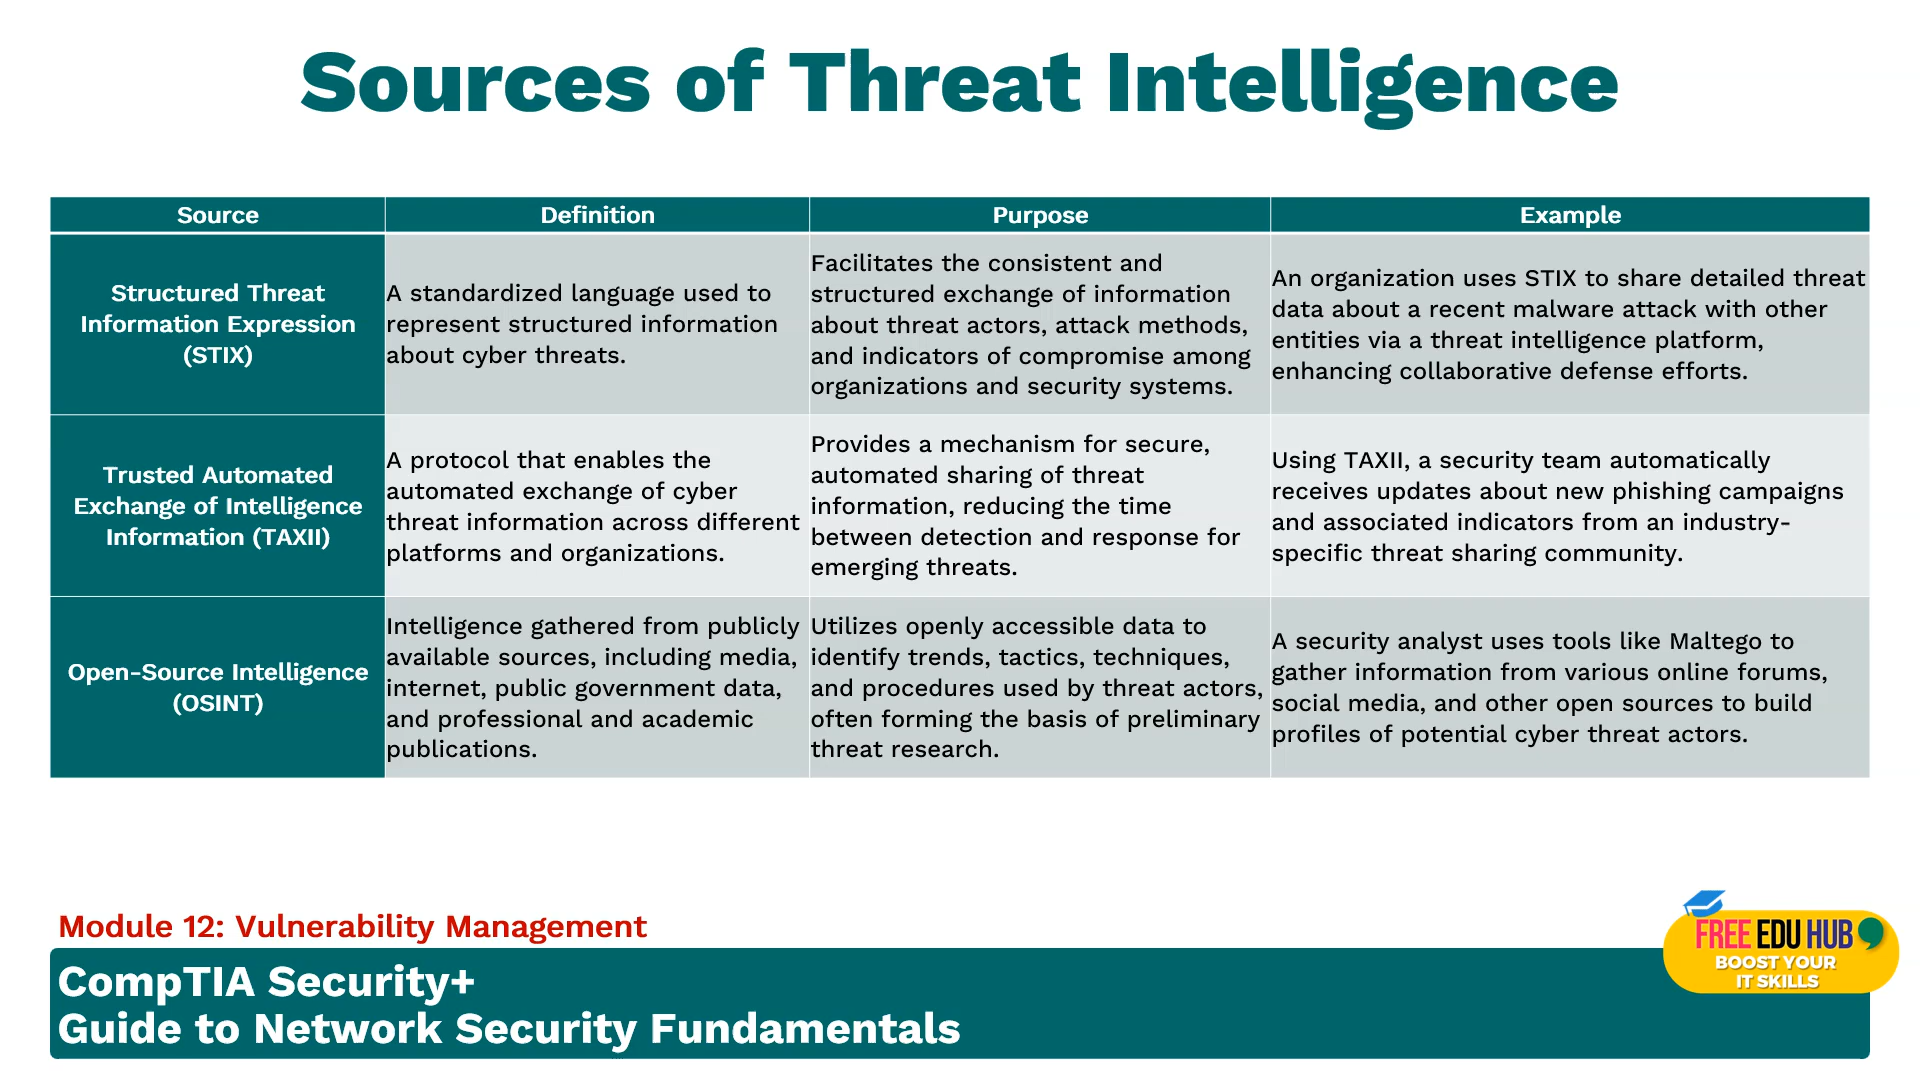 Sources of Threat Intelligence
Source
Definition
Purpose
Example
Structured Threat
Information Expression
(STIX)
A standardized language used to
represent structured information
about cyber threats.
Facilitates the consistent and
structured exchange of information
about threat actors, attack methods,
and indicators of compromise among
organizations and security systems.
An organization uses STIX to share detailed threat
data about a recent malware attack with other
entities via a threat intelligence platform,
enhancing collaborative defense efforts.
Trusted Automated
Exchange of Intelligence
Information (TAXII)
A protocol that enables the
automated exchange of cyber
threat information across different
platforms and organizations.
Provides a mechanism for secure,
automated sharing of threat
information, reducing the time
between detection and response for
emerging threats.
Using TAXII, a security team automatically
receives updates about new phishing campaigns
and associated indicators from an industry-
specific threat sharing community.
Open-Source Intelligence
(OSINT)
Intelligence gathered from publicly
available sources, including media,
internet, public government data,
and professional and academic
publications.
Utilizes openly accessible data to
identify trends, tactics, techniques,
and procedures used by threat actors,
often forming the basis of preliminary
threat research.
A security analyst uses tools like Maltego to
gather information from various online forums,
social media, and other open sources to build
profiles of potential cyber threat actors.
Module 12: Vulnerability Management
CompTIA Security+
Guide to Network Security Fundamentals
FREE EDU HUB
BOOST YOUR
IT SKILLS